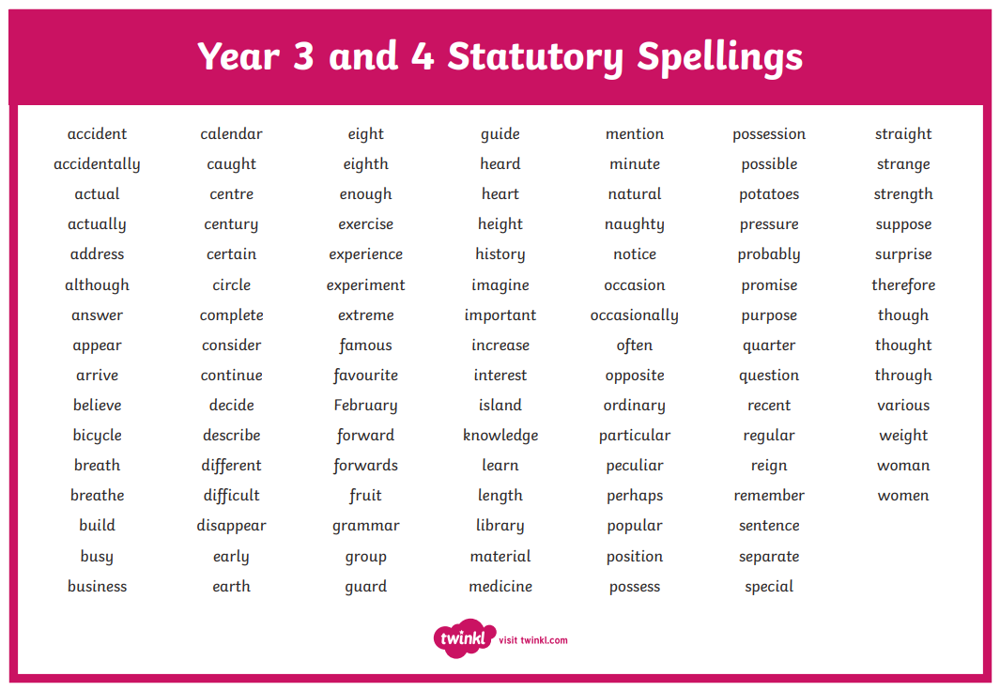 Year 3 and 4 Statutory Spellings
accident calendar eight guide mention possession straight
accidentally caught eighth heard minute possible strange
actual centre enough heart natural potatoes strength
actually century exercise height naughty pressure suppose
address certain experience history notice probably surprise
although circle experiment imagine occasion promise therefore
answer complete extreme important occasionally purpose though
appear consider famous increase often quarter thought
arrive continue favourite interest opposite question through
believe decide February island ordinary recent various
bicycle describe forward knowledge particular regular weight
breath different forwards learn peculiar reign woman
breathe difficult fruit length perhaps remember women
build disappear grammar library popular sentence
busy early group material position separate
business earth guard medicine possess special
twinkl visit twinkl.com